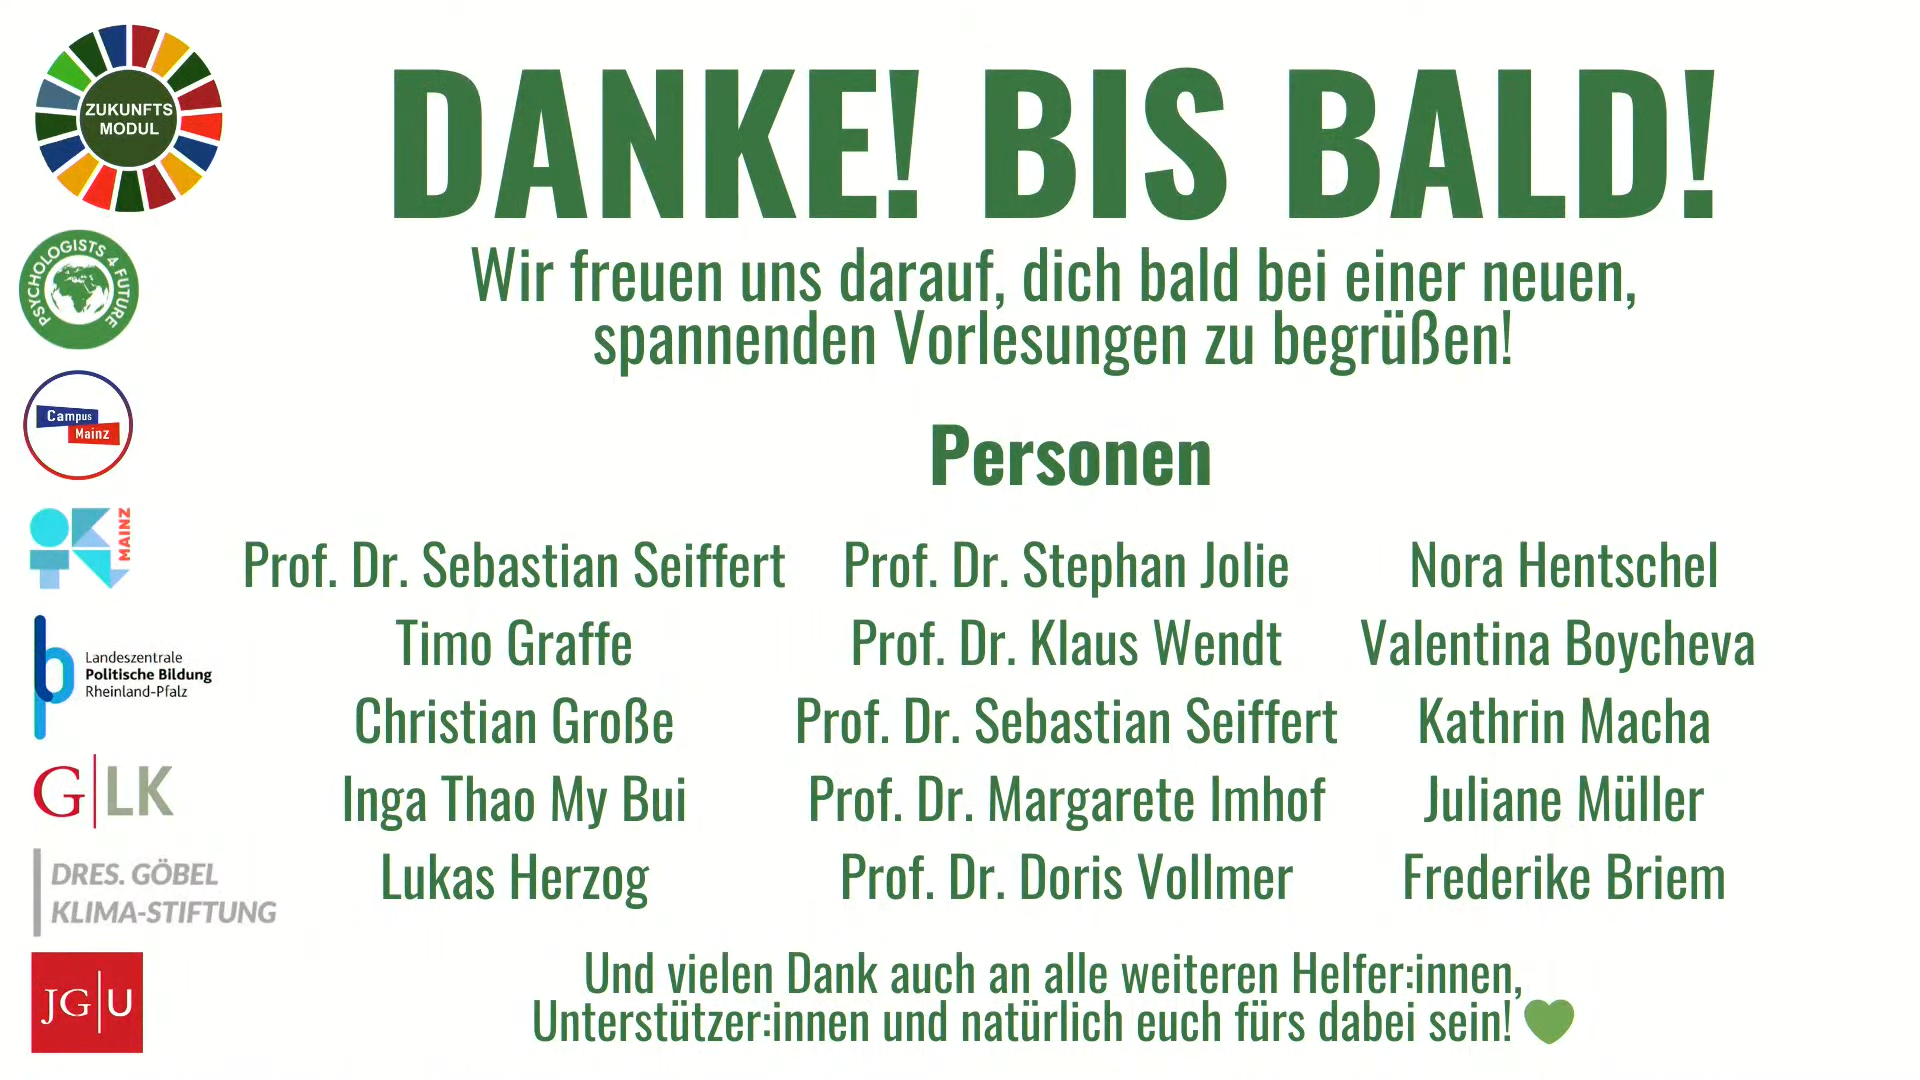 ZUKUNFTS
MODUL
PSYCHOLOGISTS 4 FUTURE
Campus
Mainz
MAINZ
Landeszentrale
Politische Bildung
Rheinland-Pfalz
G|LK
DRES. GÖBEL
KLIMA-STIFTUNG
JG|U
DANKE! BIS BALD!
Wir freuen uns darauf, dich bald bei einer neuen,
spannenden Vorlesungen zu begrüßen!
Personen
Prof. Dr. Sebastian Seiffert
Timo Graffe
Christian Große
Inga Thao My Bui
Lukas Herzog
Prof. Dr. Stephan Jolie
Prof. Dr. Klaus Wendt
Prof. Dr. Sebastian Seiffert
Prof. Dr. Margarete Imhof
Prof. Dr. Doris Vollmer
Nora Hentschel
Valentina Boycheva
Kathrin Macha
Juliane Müller
Frederike Briem
Und vielen Dank auch an alle weiteren Helfer:innen,
Unterstützer:innen und natürlich euch fürs dabei sein!